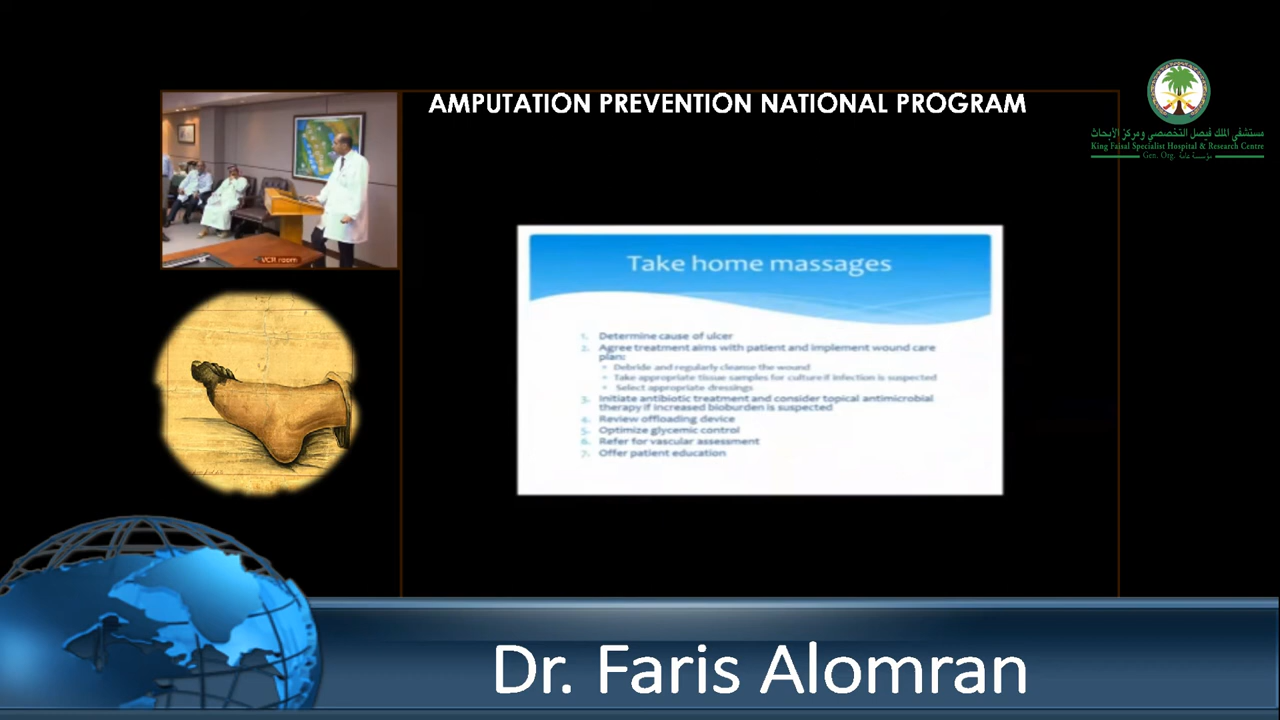 AMPUTATION PREVENTION NATIONAL PROGRAM
مستشفى الملك فيصل التخصصي ومركز الأبحاث
King Faisal Specialist Hospital & Research Centre
Gen. Org. مؤسسة عامة
VCR room
Take home massages
1. Determine cause of ulcer
2. Agree treatment aims with patient and implement wound care
plan:
• Debride and regularly cleanse the wound
• Take appropriate tissue samples for culture if infection is suspected
• Select appropriate dressings
3. Initiate antibiotic treatment and consider topical antimicrobial
therapy if increased bioburden is suspected
4. Review offloading device
5. Optimize glycemic control
6. Refer for vascular assessment
7. Offer patient education
Dr. Faris Alomran